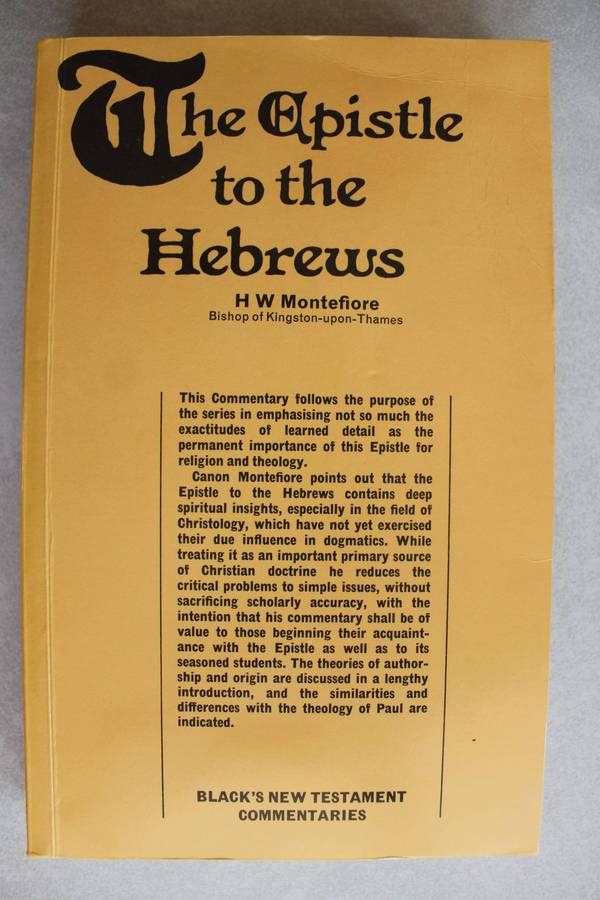 The Epistle
to the
Hebrews
H W Montefiore
Bishop of Kingston-upon-Thames
This Commentary follows the purpose of
the series in emphasising not so much the
exactitudes of learned detail as the
permanent importance of this Epistle for
religion and theology.
Canon Montefiore points out that the
Epistle to the Hebrews contains deep
spiritual insights, especially in the field of
Christology, which have not yet exercised
their due influence in dogmatics. While
treating it as an important primary source
of Christian doctrine he reduces the
critical problems to simple issues, without
sacrificing scholarly accuracy, with the
intention that his commentary shall be of
value to those beginning their acquaint-
ance with the Epistle as well as to its
seasoned students. The theories of author-
ship and origin are discussed in a lengthy
introduction, and the similarities and
differences with the theology of Paul are
indicated.
BLACK'S NEW TESTAMENT
COMMENTARIES